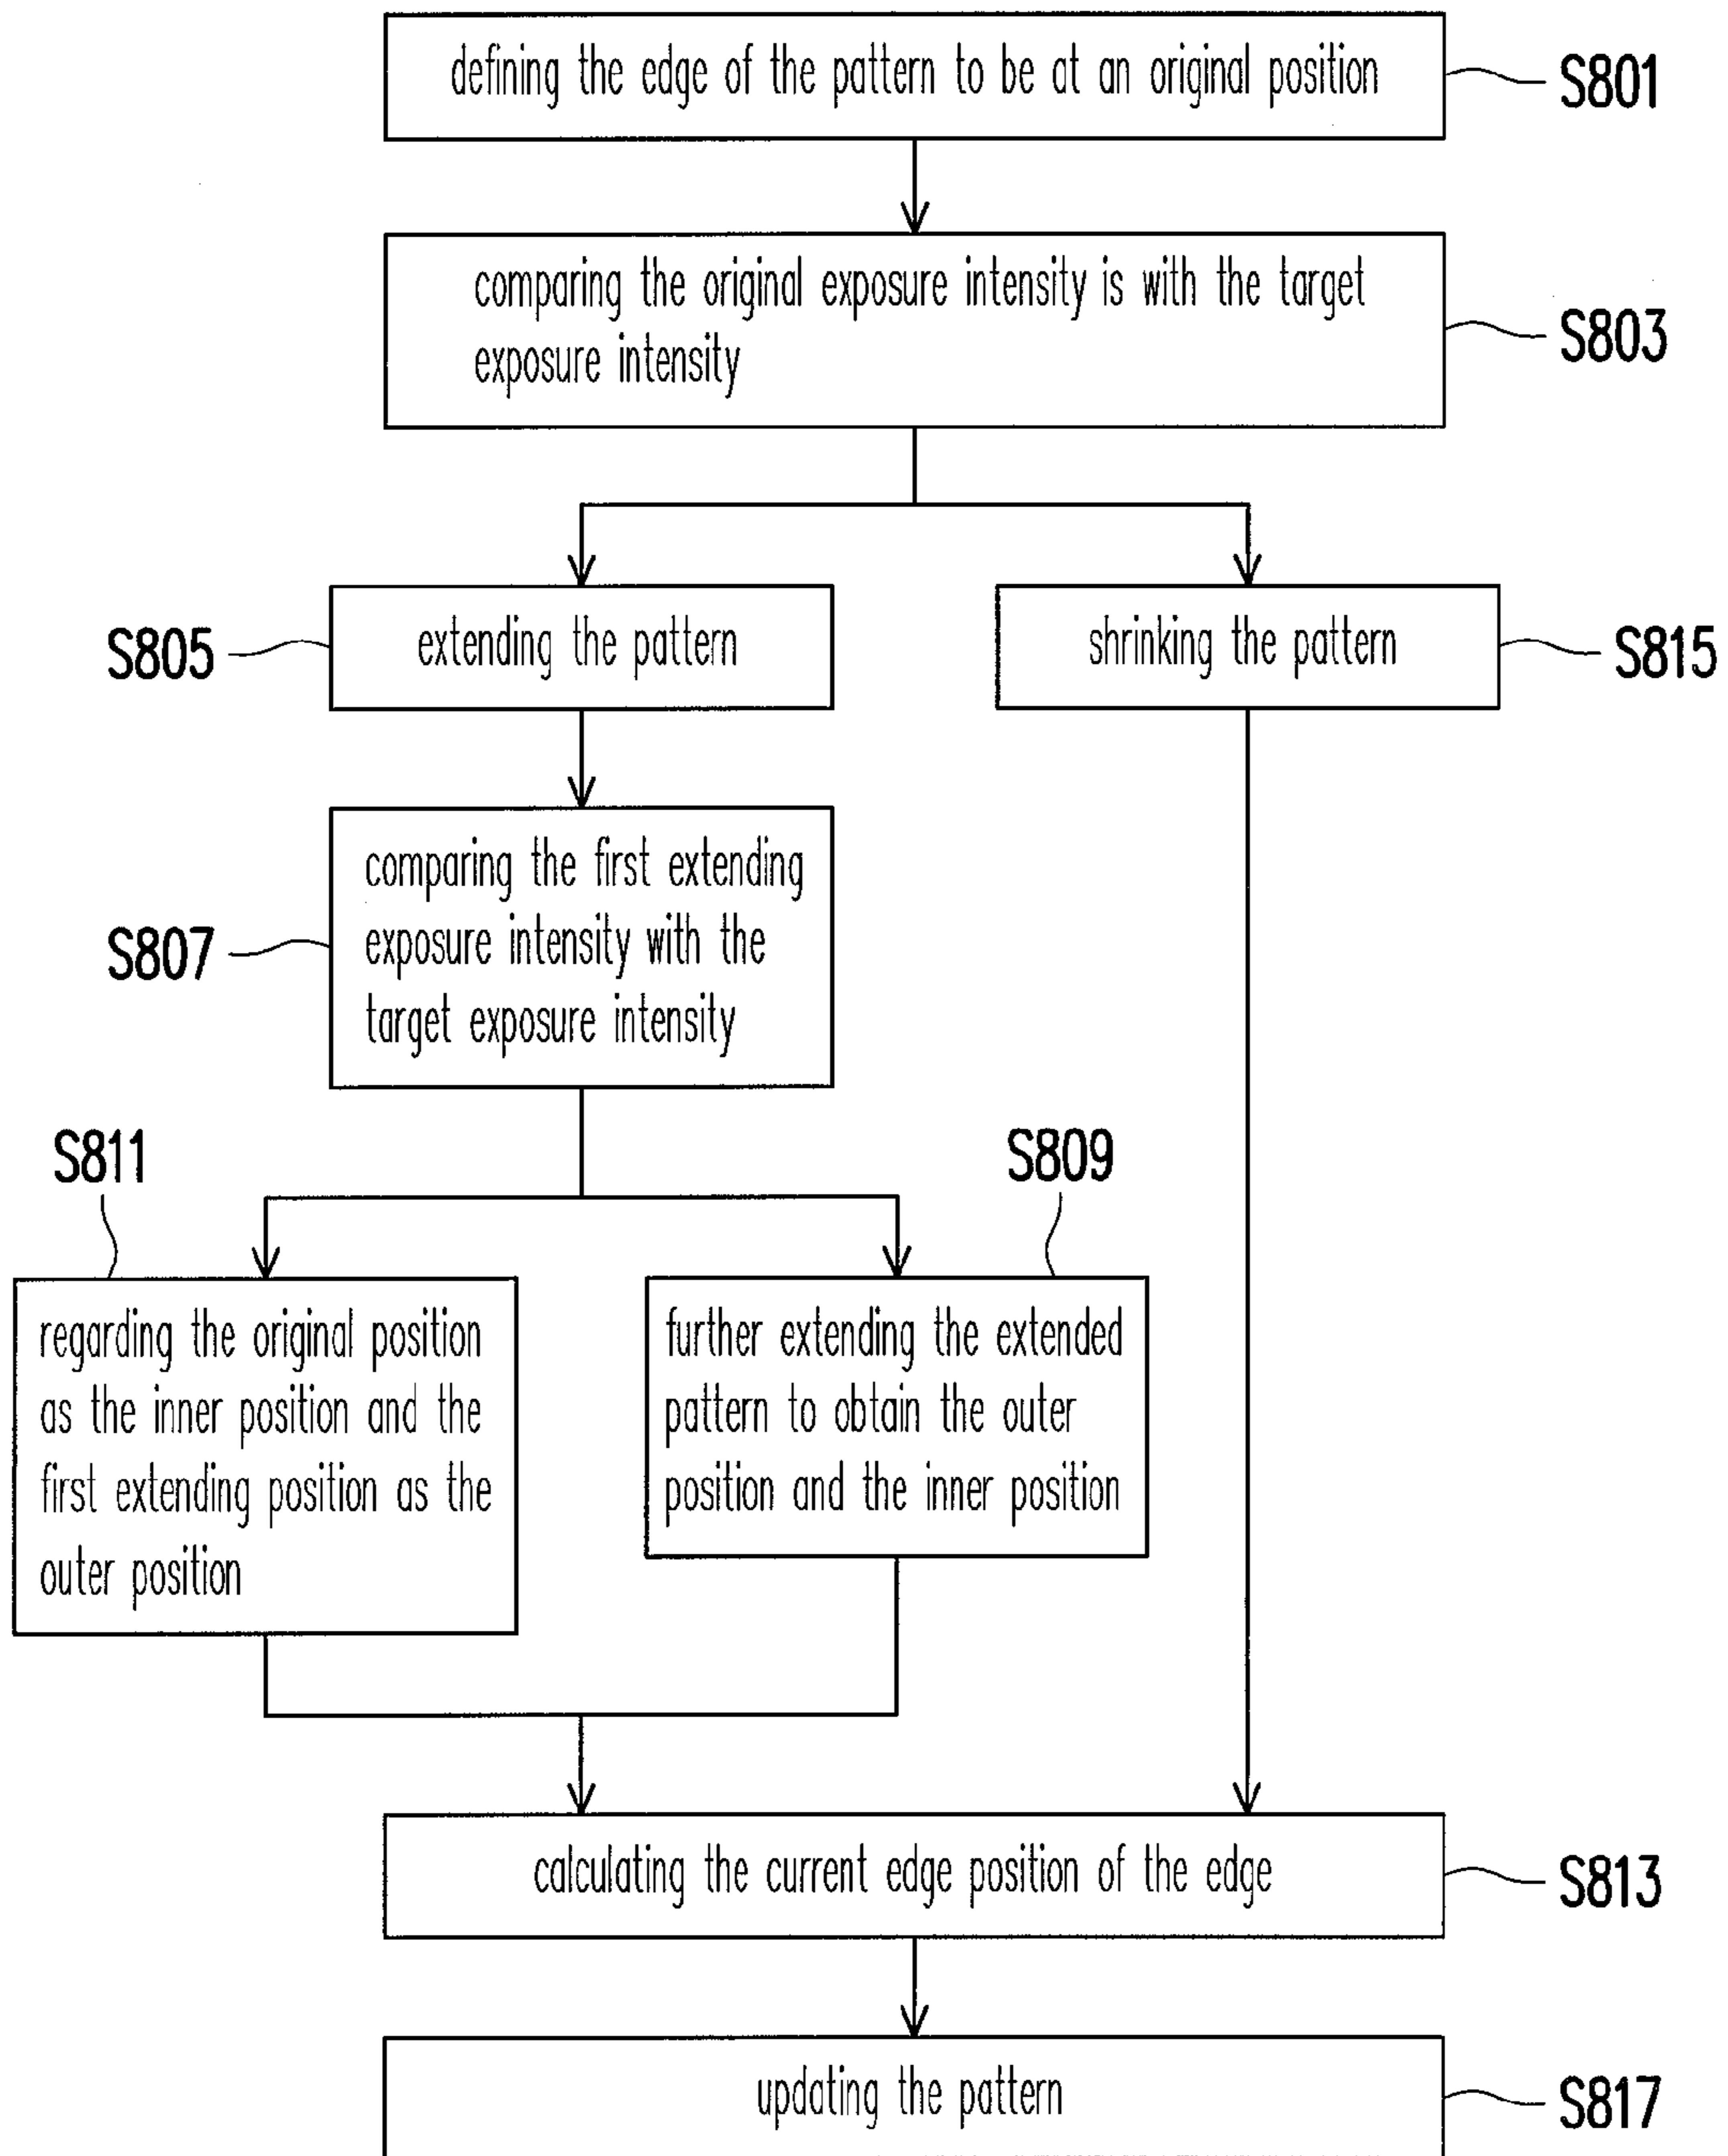 defining the edge of the pattern to be at an original position
S801
comparing the original exposure intensity is with the target
exposure intensity
S803
S805
extending the pattern
shrinking the pattern
S815
S807
comparing the first extending
exposure intensity with the
target exposure intensity
S811
S809
regarding the original position
as the inner position and the
first extending position as the
outer position
further extending the extended
pattern to obtain the outer
position and the inner position
calculating the current edge position of the edge
S813
updating the pattern
S817